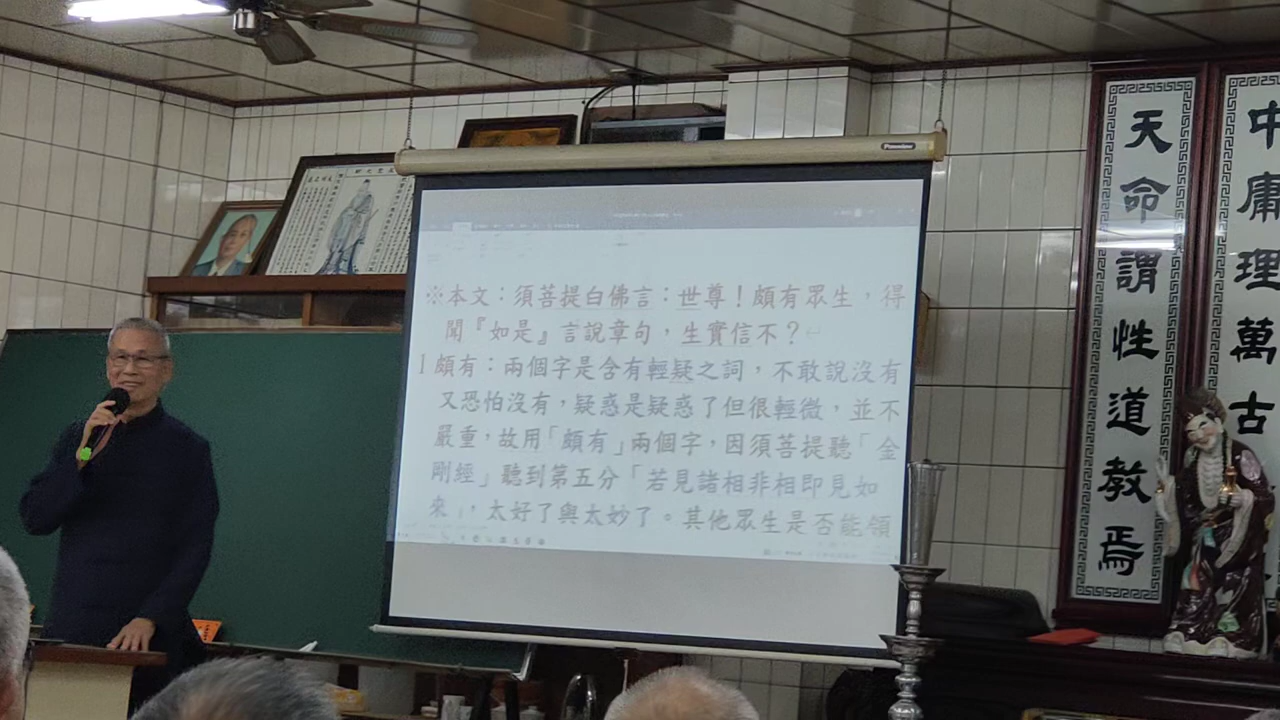 ※本文：須菩提白佛言：世尊！頗有眾生，得
聞『如是』言說章句，生實信不？
1頗有：兩個字是含有輕疑之詞，不敢說沒有
又恐怕沒有，疑惑是疑惑了但很輕微，並不
嚴重，故用「頗有」兩個字，因須菩提聽「金
剛經」聽到第五分「若見諸相非相即見如
來」，太好了與太妙了。其他眾生是否能領
天命謂性道教焉
中庸理萬古